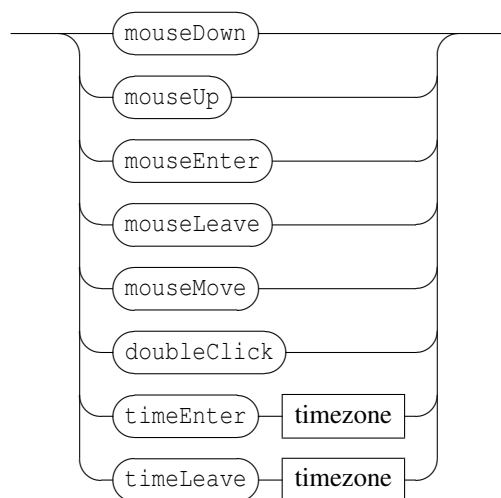 mouseDown
mouseUp
mouseEnter
mouseLeave
mouseMove
doubleClick
timeEnter timezone
timeLeave timezone